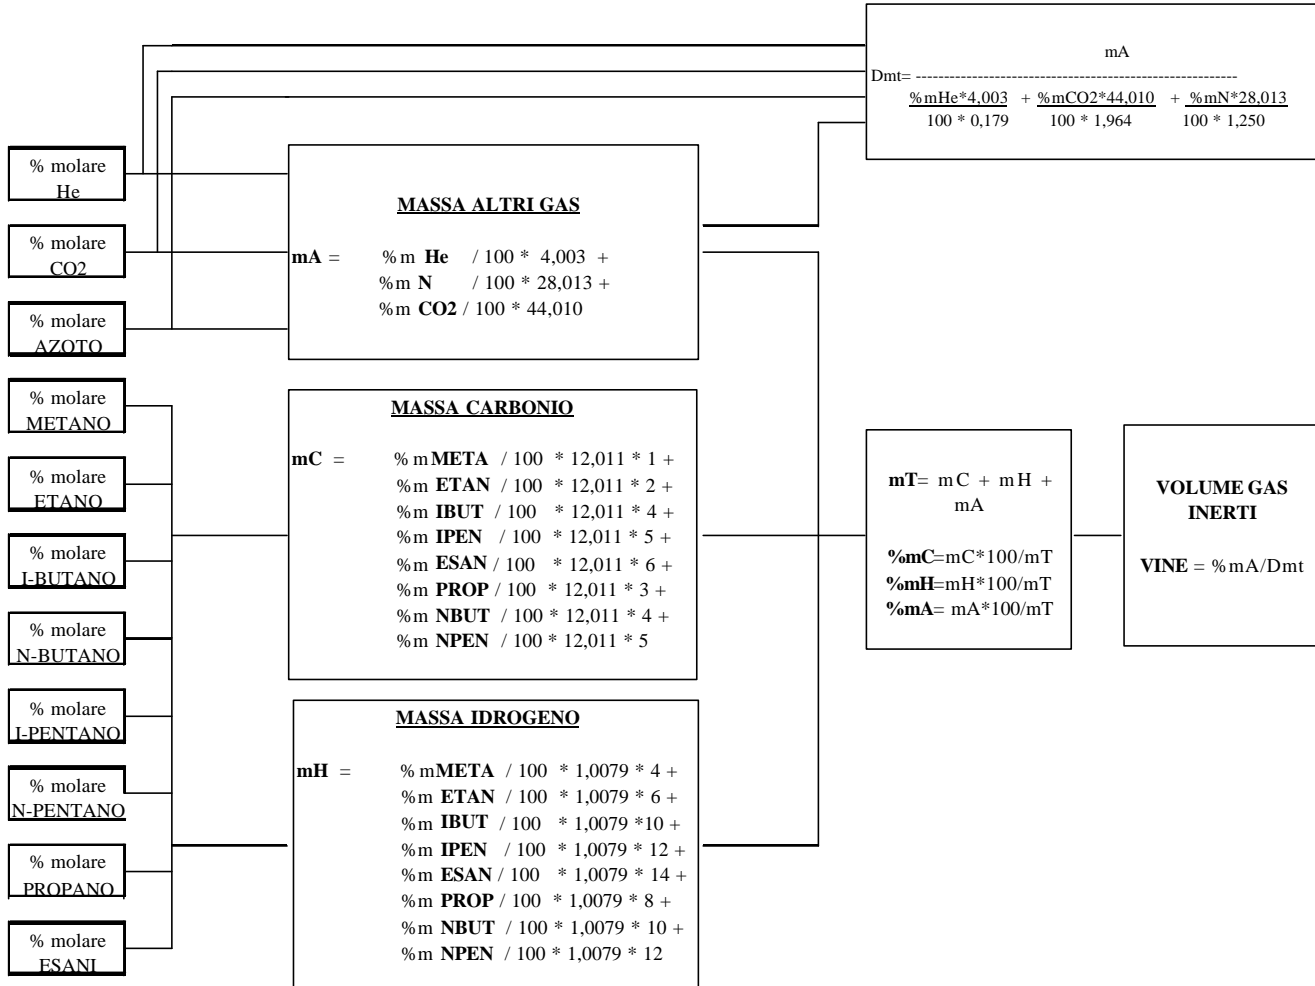 mA
Dmt= ---------------------------------------------------------
%mHe*4,003 + %mCO2*44,010 + %mN*28,013
100 * 0,179 100 * 1,964 100 * 1,250
% molare
He
% molare
CO2
% molare
AZOTO
% molare
METANO
% molare
ETANO
% molare
I-BUTANO
% molare
N-BUTANO
% molare
I-PENTANO
% molare
N-PENTANO
% molare
PROPANO
% molare
ESANI
MASSA ALTRI GAS
mA = %m He / 100 * 4,003 +
%m N / 100 * 28,013 +
%m CO2 / 100 * 44,010
MASSA CARBONIO
mC = %m META / 100 * 12,011 * 1 +
%m ETAN / 100 * 12,011 * 2 +
%m IBUT / 100 * 12,011 * 4 +
%m IPEN / 100 * 12,011 * 5 +
%m ESAN / 100 * 12,011 * 6 +
%m PROP / 100 * 12,011 * 3 +
%m NBUT / 100 * 12,011 * 4 +
%m NPEN / 100 * 12,011 * 5
MASSA IDROGENO
mH = %m META / 100 * 1,0079 * 4 +
%m ETAN / 100 * 1,0079 * 6 +
%m IBUT / 100 * 1,0079 *10 +
%m IPEN / 100 * 1,0079 * 12 +
%m ESAN / 100 * 1,0079 * 14 +
%m PROP / 100 * 1,0079 * 8 +
%m NBUT / 100 * 1,0079 * 10 +
%m NPEN / 100 * 1,0079 * 12
mT= mC + mH +
mA
%mC=mC*100/mT
%mH=mH*100/mT
%mA= mA*100/mT
VOLUME GAS
INERTI
VINE = %mA/Dmt